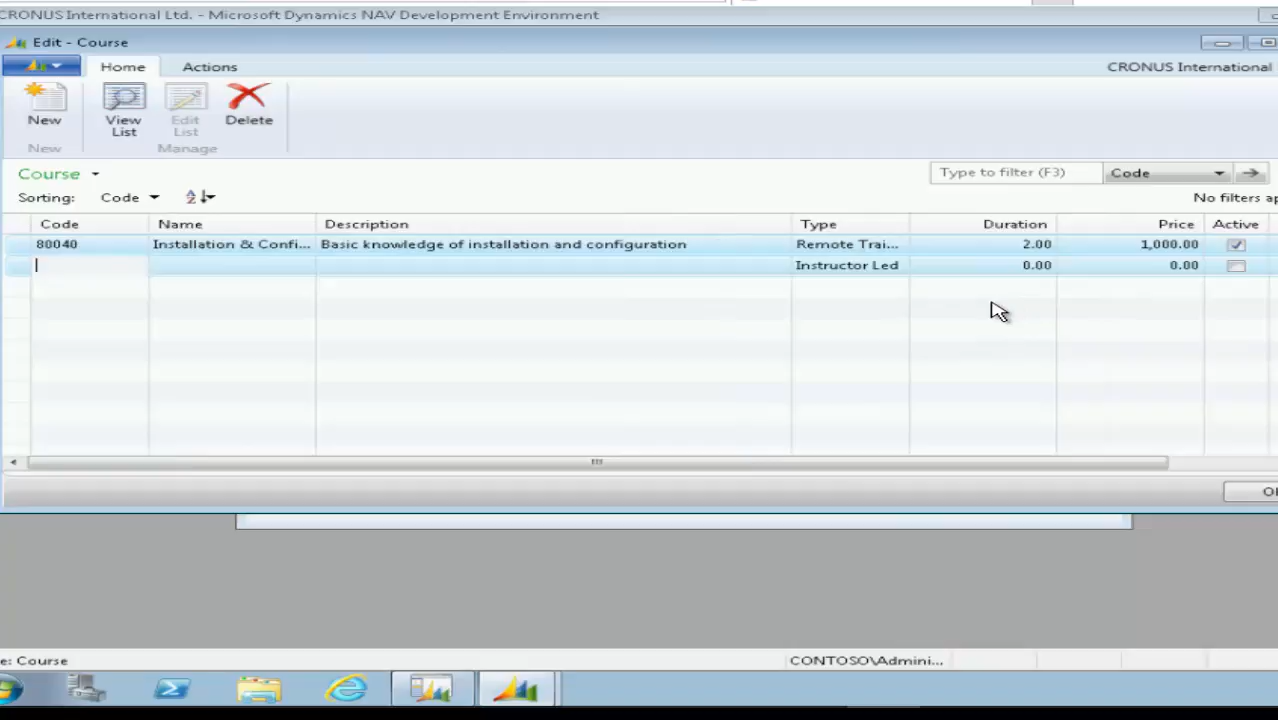 CRONUS International Ltd. - Microsoft Dynamics NAV Development Environment
Edit - Course
Home Actions CRONUS International
New View List Edit List Delete
New Manage
Course Type to filter (F3) Code
Sorting: Code No filters ap
Code Name Description Type Duration Price Active
80040 Installation & Confi... Basic knowledge of installation and configuration Remote Trai... 2.00 1,000.00
Instructor Led 0.00 0.00
e: Course CONTOSO\Admini...